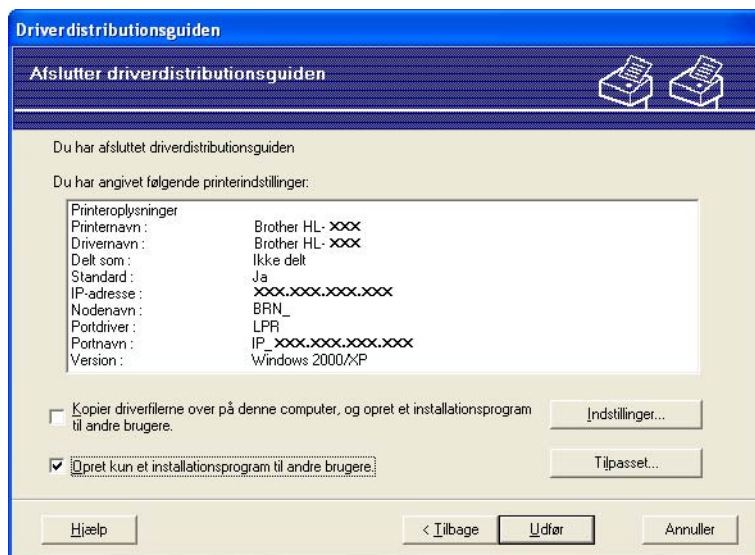 Driverdistributionsguiden
Afslutter driverdistributionsguiden
Du har afsluttet driverdistributionsguiden
Du har angivet følgende printerindstillinger:
Printeroplysninger
Printernavn : Brother HL- XXX
Drivernavn : Brother HL- XXX
Delt som : Ikke delt
Standard : Ja
IP-adresse : XXX.XXX.XXX.XXX
Nodenavn : BRN_
Portdriver : LPR
Portnavn : IP_XXX.XXX.XXX.XXX
Version : Windows 2000/XP
Kopier driverfilerne over på denne computer, og opret et installationsprogram
til andre brugere.
Indstillinger...
Opret kun et installationsprogram til andre brugere.
Tilpasset...
Hjælp
< Tilbage
Udfør
Annuller